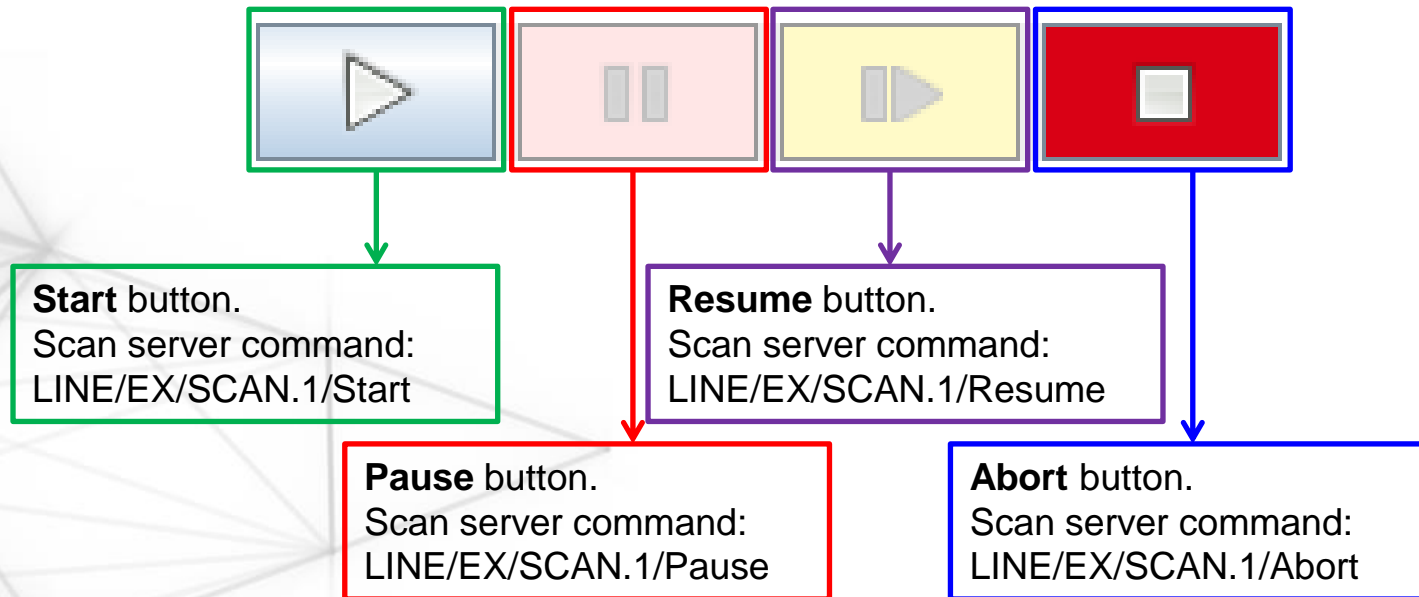 Start button.
Scan server command:
LINE/EX/SCAN.1/Start
Resume button.
Scan server command:
LINE/EX/SCAN.1/Resume
Pause button.
Scan server command:
LINE/EX/SCAN.1/Pause
Abort button.
Scan server command:
LINE/EX/SCAN.1/Abort